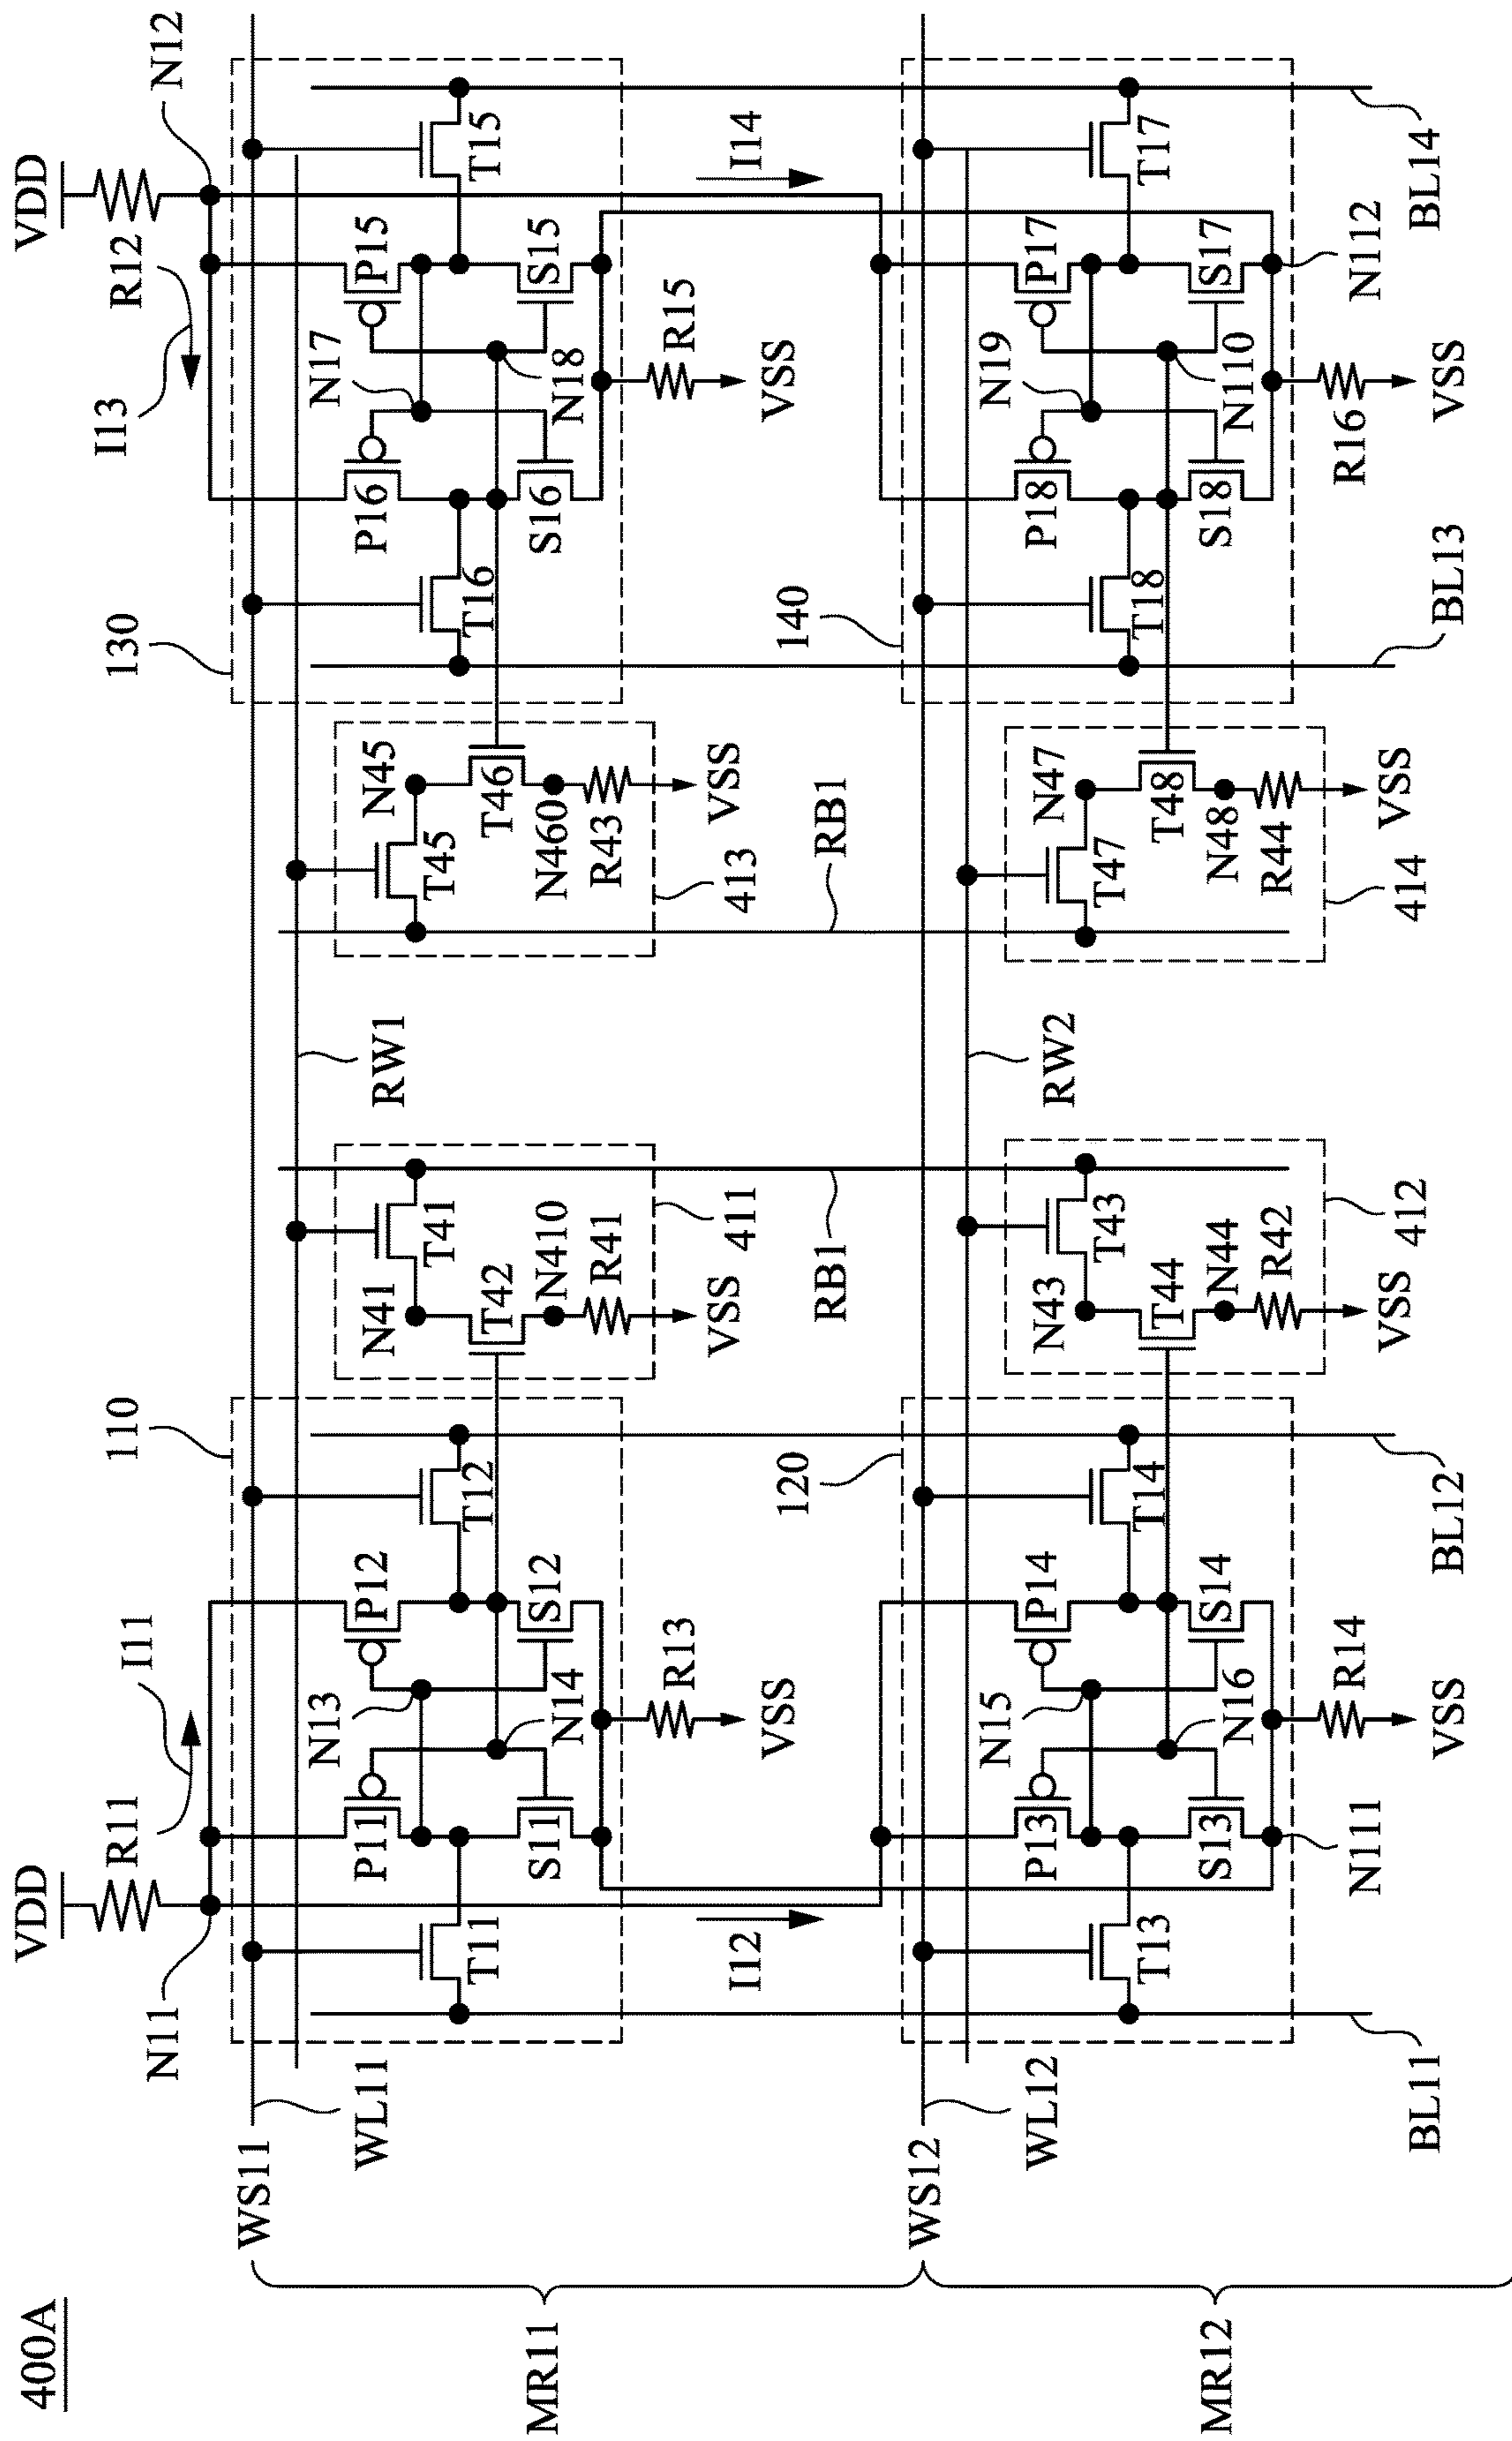 400A
VDD
VDD
R11
I11
I13
R12
N11
N12
110
130
WS11
WL11
RW1
T11
P11
P12
T12
N13
N14
S11
S12
R13
VSS
N41
T41
T42
N410
R41
VSS
411
N45
T45
T46
N460
R43
VSS
413
T16
P16
P15
T15
N17
N18
S16
S15
R15
VSS
MR11
I12
I14
RB1
RB1
120
140
WS12
WL12
RW2
T13
P13
P14
T14
N15
N16
S13
S14
N111
R14
VSS
N43
T43
T44
N44
R42
VSS
412
N47
T47
T48
N48
R44
VSS
414
T18
P18
P17
T17
N19
N110
S18
S17
N112
R16
VSS
MR12
BL11
BL12
BL13
BL14